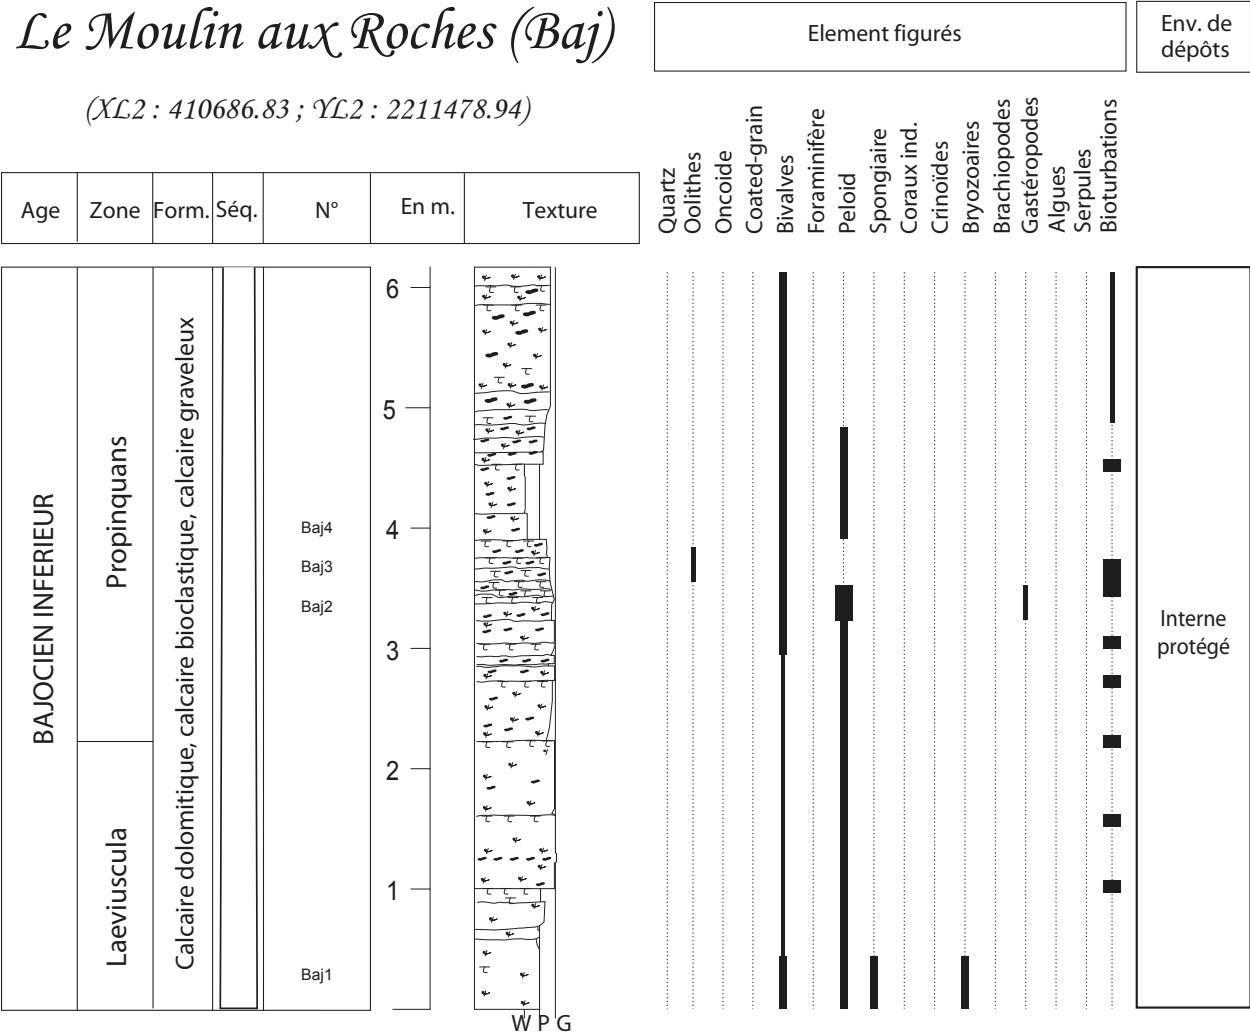 Le Moulin aux Roches (Baj)
(XL2 : 410686.83 ; YL2 : 2211478.94)
Element figurés
Env. de
dépôts
Quartz
Oolithes
Oncoide
Coated-grain
Bivalves
Foraminifère
Peloid
Spongiaire
Coraux ind.
Crinoïdes
Bryozoaires
Brachiopodes
Gastéropodes
Algues
Serpules
Bioturbations
Age
Zone
Form.
Séq.
N°
En m.
Texture
BAJOCIEN INFERIEUR
Propinquans
Laeviuscula
Calcaire dolomitique, calcaire bioclastique, calcaire graveleux
Baj4
Baj3
Baj2
Baj1
6
5
4
3
2
1
W P G
Interne
protégé